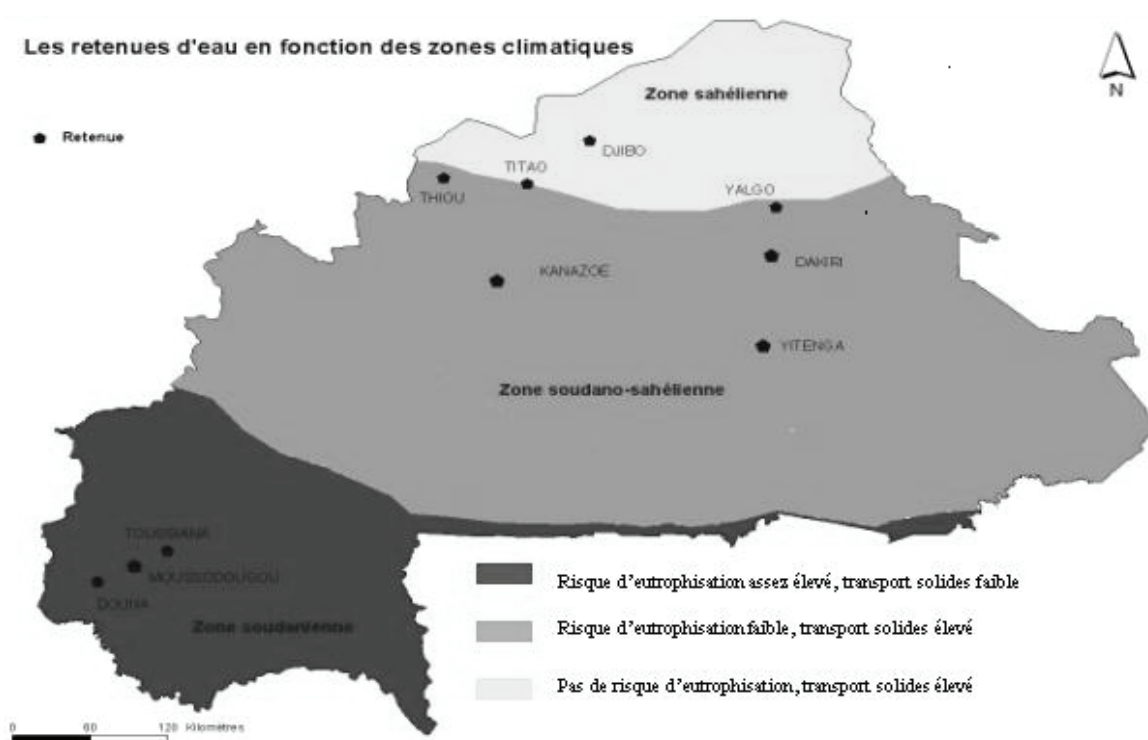 Les retenues d'eau en fonction des zones climatiques
N
Zone sahélienne
Retenue
DJIBO
TITAO
THIOU
YALGO
KANAZOE
DAKIRI
YITENGA
Zone soudano-sahélienne
TOUSSIANA
MOUSSODOUGOU
DOUNA
Zone soudanienne
Risque d'eutrophisation assez élevé, transport solides faible
Risque d'eutrophisation faible, transport solides élevé
Pas de risque d'eutrophisation, transport solides élevé
0 60 120 Kilomètres